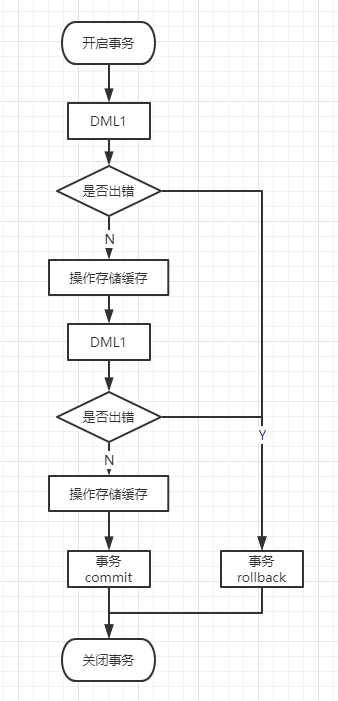 开启事务
DML1
是否出错
N
操作存储缓存
DML1
是否出错
Y
N
操作存储缓存
事务
commit
事务
rollback
关闭事务